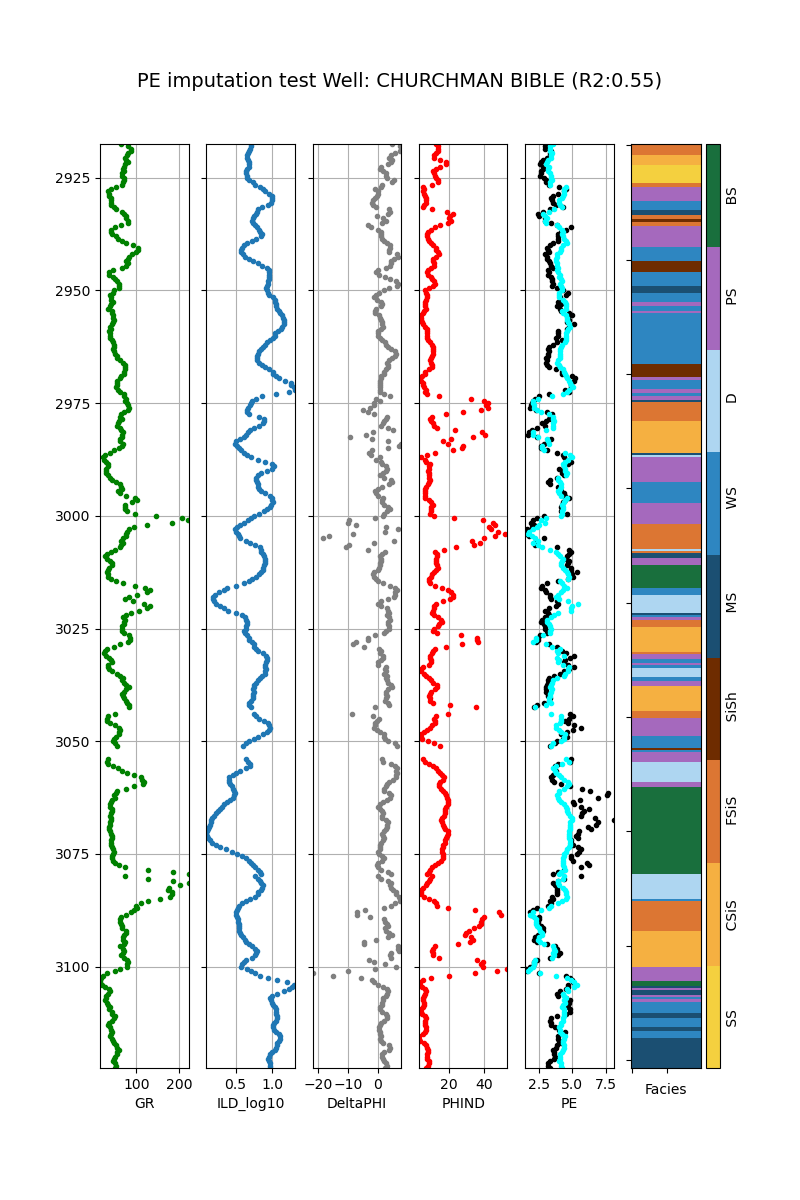 PE imputation test Well: CHURCHMAN BIBLE (R2:0.55)
2925
2950
2975
3000
3025
3050
3075
3100
100 200
GR
0.5 1.0
ILD_log10
−20 −10 0
DeltaPHI
20 40
PHIND
2.5 5.0 7.5
PE
Facies
BS
PS
D
WS
MS
SiSh
FSiS
CSiS
SS